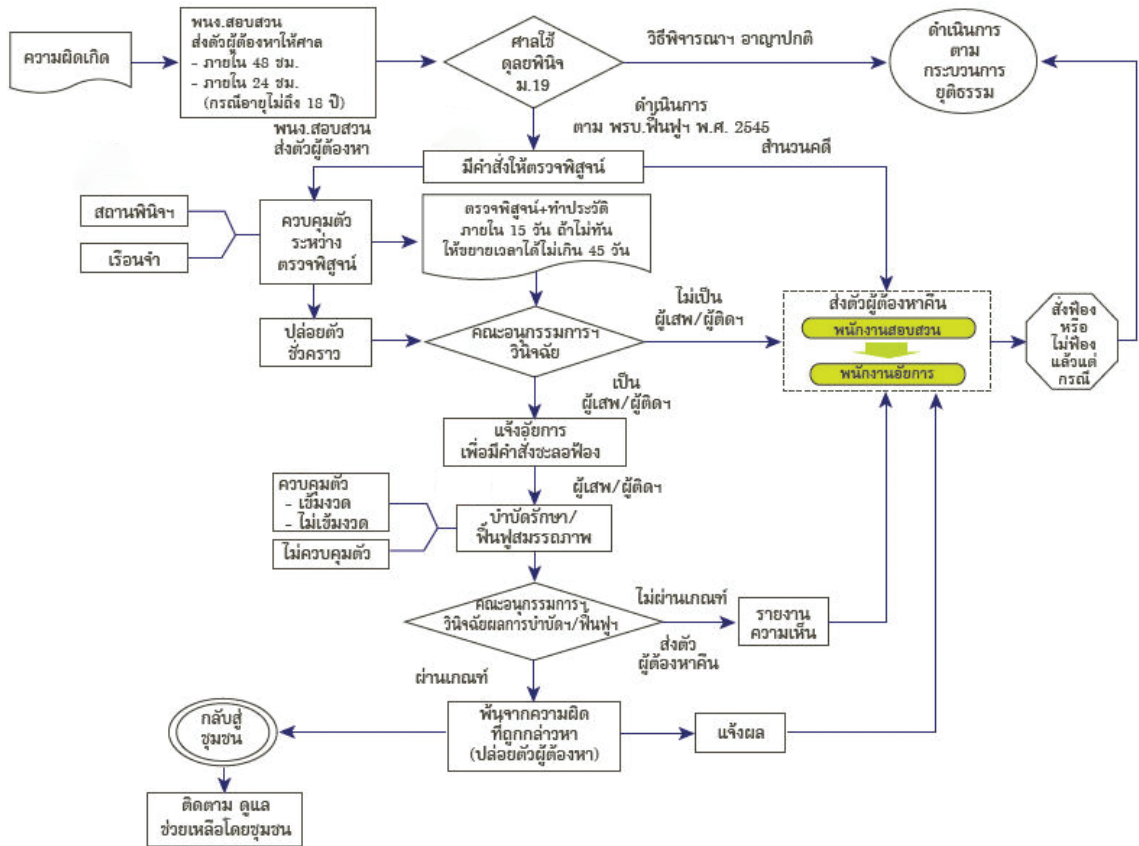 ความผิดเกิด
พนง.สอบสวน
ส่งตัวผู้ต้องหาให้ศาล
- ภายใน 48 ชม.
- ภายใน 24 ชม.
(กรณีอายุไม่ถึง 18 ปี)
ศาลใช้
ดุลยพินิจ
ม.19
วิธีพิจารณาฯ อาญาปกติ
ดำเนินการ
ตาม
กระบวนการ
ยุติธรรม
ดำเนินการ
ตาม พรบ.ฟื้นฟูฯ พ.ศ. 2545
พนง.สอบสวน
ส่งตัวผู้ต้องหา
มีคำสั่งให้ตรวจพิสูจน์
สำนวนคดี
สถานพินิจฯ
เรือนจำ
ควบคุมตัว
ระหว่าง
ตรวจพิสูจน์
ตรวจพิสูจน์+ทำประวัติ
ภายใน 15 วัน ถ้าไม่ทัน
ให้ขยายเวลาได้ไม่เกิน 45 วัน
ปล่อยตัว
ชั่วคราว
คณะอนุกรรมการฯ
วินิจฉัย
ไม่เป็น
ผู้เสพ/ผู้ติดฯ
ส่งตัวผู้ต้องหาคืน
พนักงานสอบสวน
พนักงานอัยการ
สั่งฟ้อง
หรือ
ไม่ฟ้อง
แล้วแต่
กรณี
เป็น
ผู้เสพ/ผู้ติดฯ
แจ้งอัยการ
เพื่อมีคำสั่งชะลอฟ้อง
ผู้เสพ/ผู้ติดฯ
ควบคุมตัว
- เข้มงวด
- ไม่เข้มงวด
ไม่ควบคุมตัว
บำบัดรักษา/
ฟื้นฟูสมรรถภาพ
คณะอนุกรรมการฯ
วินิจฉัยผลการบำบัดฯ/ฟื้นฟูฯ
ไม่ผ่านเกณฑ์
ส่งตัว
ผู้ต้องหาคืน
รายงาน
ความเห็น
ผ่านเกณฑ์
พ้นจากความผิด
ที่ถูกกล่าวหา
(ปล่อยตัวผู้ต้องหา)
แจ้งผล
กลับสู่
ชุมชน
ติดตาม ดูแล
ช่วยเหลือโดยชุมชน